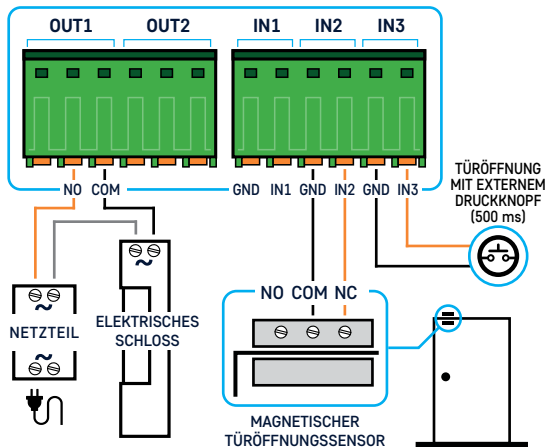 OUT1 OUT2 IN1 IN2 IN3
NO COM GND IN1 GND IN2 GND IN3
TÜRÖFFNUNG
MIT EXTERNEM
DRUCKKNOPF
(500 ms)
~
~
NETZTEIL
~
ELEKTRISCHES
SCHLOSS
NO COM NC
MAGNETISCHER
TÜRÖFFNUNGSSENSOR